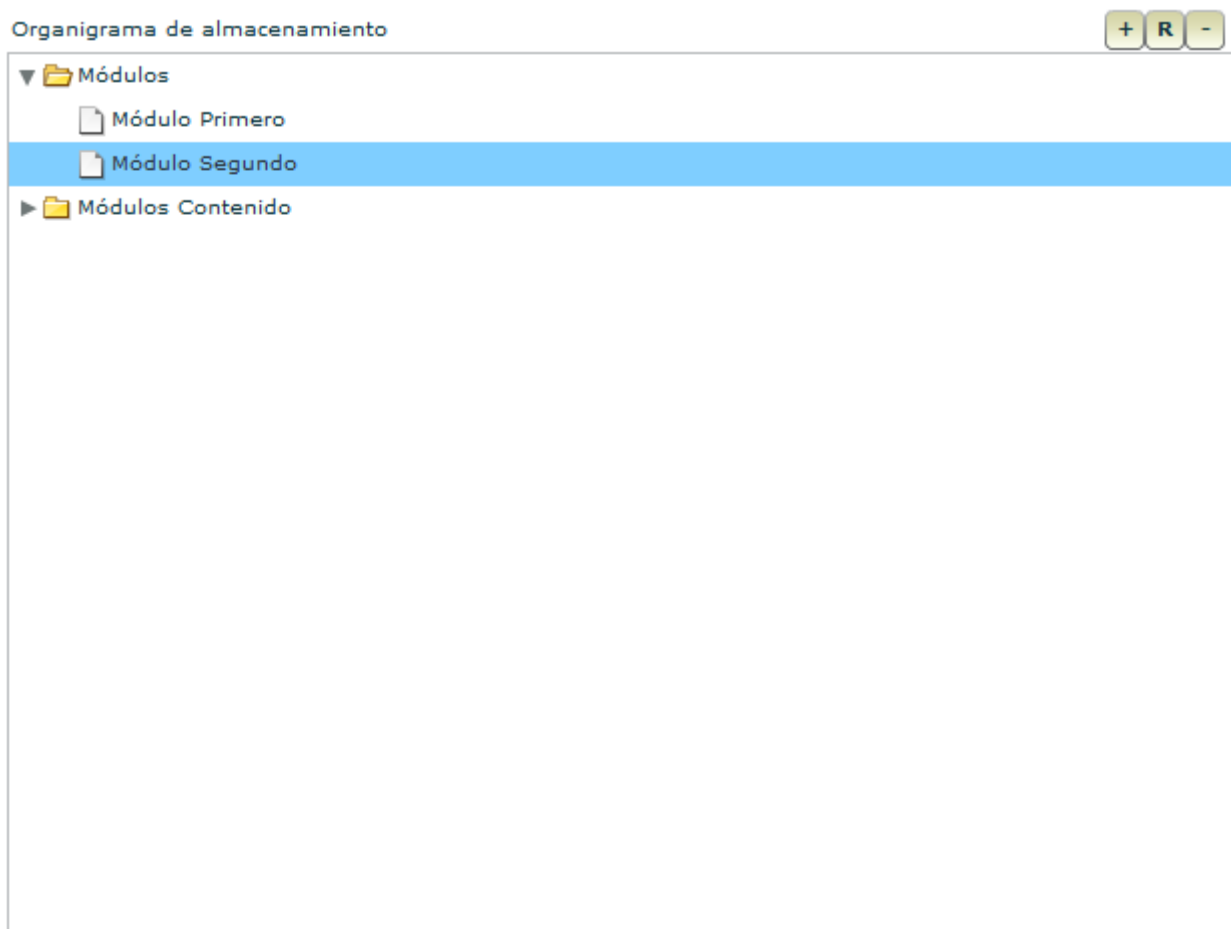 Organigrama de almacenamiento + R -
Módulos
Módulo Primero
Módulo Segundo
Módulos Contenido